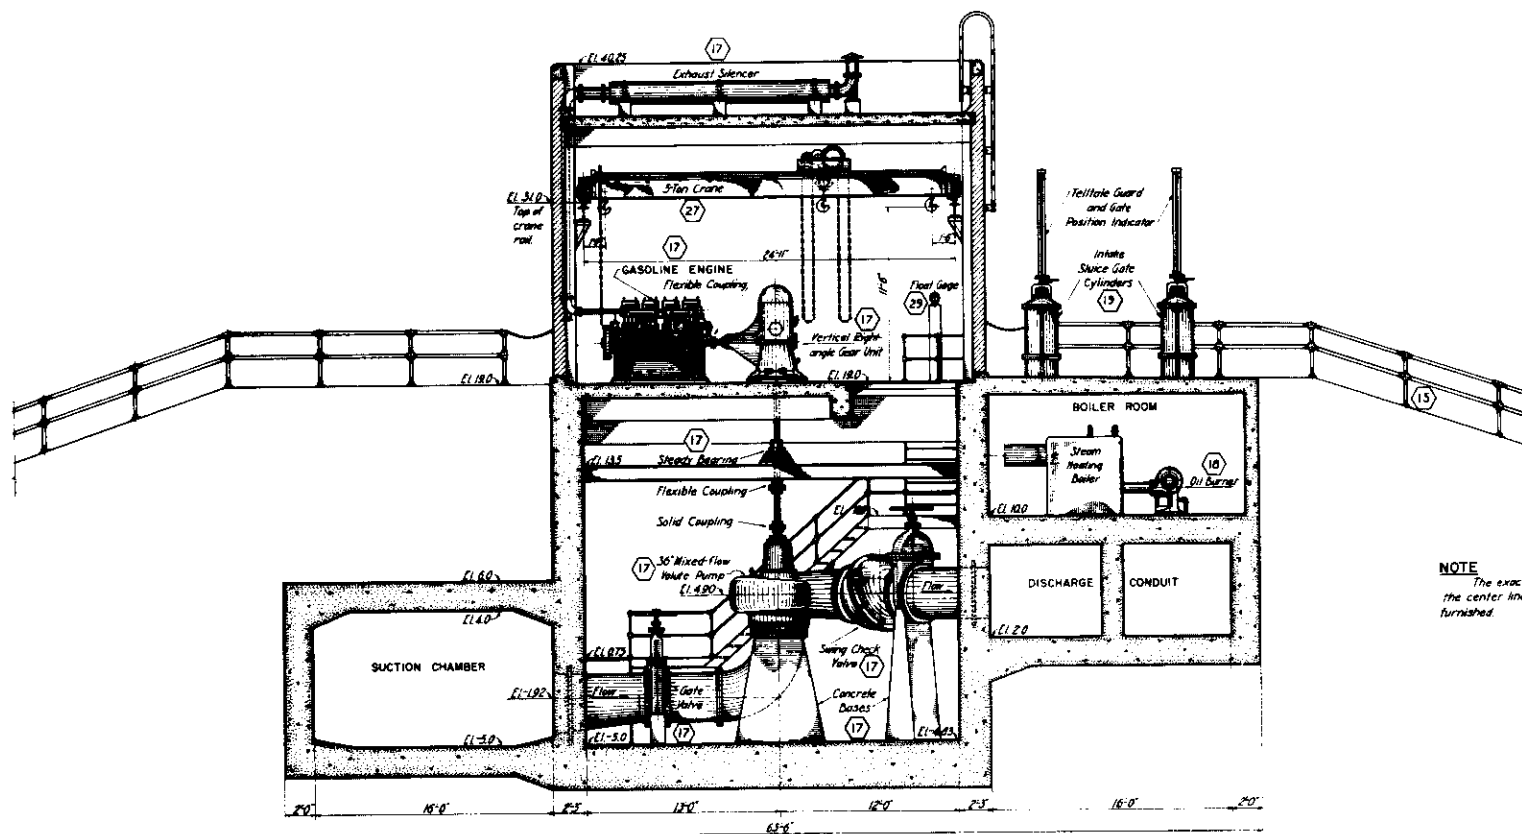 17
El. 40.25
Exhaust Silencer
El. 31.0
Top of
crane
rail.
5-Ton Crane
27
Telltale Guard
and Gate
Position Indicator
17
1'-6"
24'-11"
GASOLINE ENGINE
Flexible Coupling
11'-6"
Float Gage
29
Intake
Sluice Gate
Cylinders
19
17
Vertical Right-
angle Gear Unit
El. 19.0
El. 19.0
15
BOILER ROOM
17
Steady Bearing
El. 13.5
Steam
Heating
Boiler
18
Oil Burner
Flexible Coupling
Solid Coupling
El. 10.0
17
36" Mixed-flow
Volute Pump
El. 4.90
El. 6.0
El. 4.0
Flow
DISCHARGE CONDUIT
NOTE
The exac
the center lin
furnished.
El. 2.0
El. 0.75
Swing Check
Valve
17
SUCTION CHAMBER
El. -1.92
Flow
Gate
Valve
Concrete
Bases
17
17
El. -5.0
El. -5.0
2'-0"
16'-0"
13'-0"
12'-0"
16'-0"
2'-0"